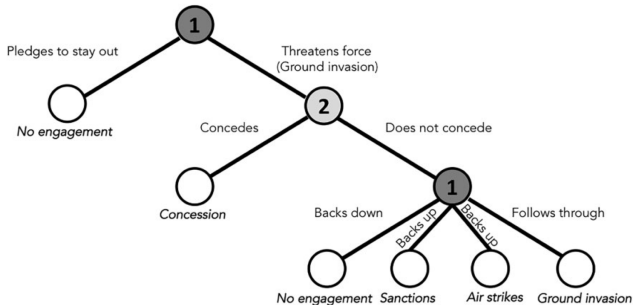 1
Pledges to stay out
Threatens force
(Ground invasion)
2
No engagement
Concedes
Does not concede
1
Concession
Backs down
Backs up
Backs up
Follows through
No engagement
Sanctions
Air strikes
Ground invasion